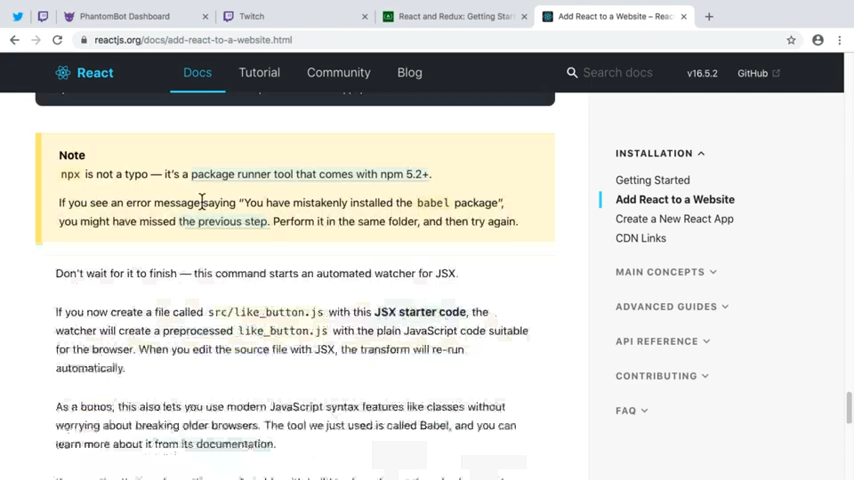 PhantomBot Dashboard × Twitch × React and Redux: Getting Star × Add React to a Website – Reac × +
reactjs.org/docs/add-react-to-a-website.html
React Docs Tutorial Community Blog Search docs v16.5.2 GitHub
Note
npx is not a typo — it's a package runner tool that comes with npm 5.2+.
If you see an error message saying “You have mistakenly installed the babel package”,
you might have missed the previous step. Perform it in the same folder, and then try again.
Don't wait for it to finish — this command starts an automated watcher for JSX.
If you now create a file called src/like_button.js with this JSX starter code, the
watcher will create a preprocessed like_button.js with the plain JavaScript code suitable
for the browser. When you edit the source file with JSX, the transform will re-run
automatically.
As a bonus, this also lets you use modern JavaScript syntax features like classes without
worrying about breaking older browsers. The tool we just used is called Babel, and you can
learn more about it from its documentation.
INSTALLATION
Getting Started
Add React to a Website
Create a New React App
CDN Links
MAIN CONCEPTS
ADVANCED GUIDES
API REFERENCE
CONTRIBUTING
FAQ